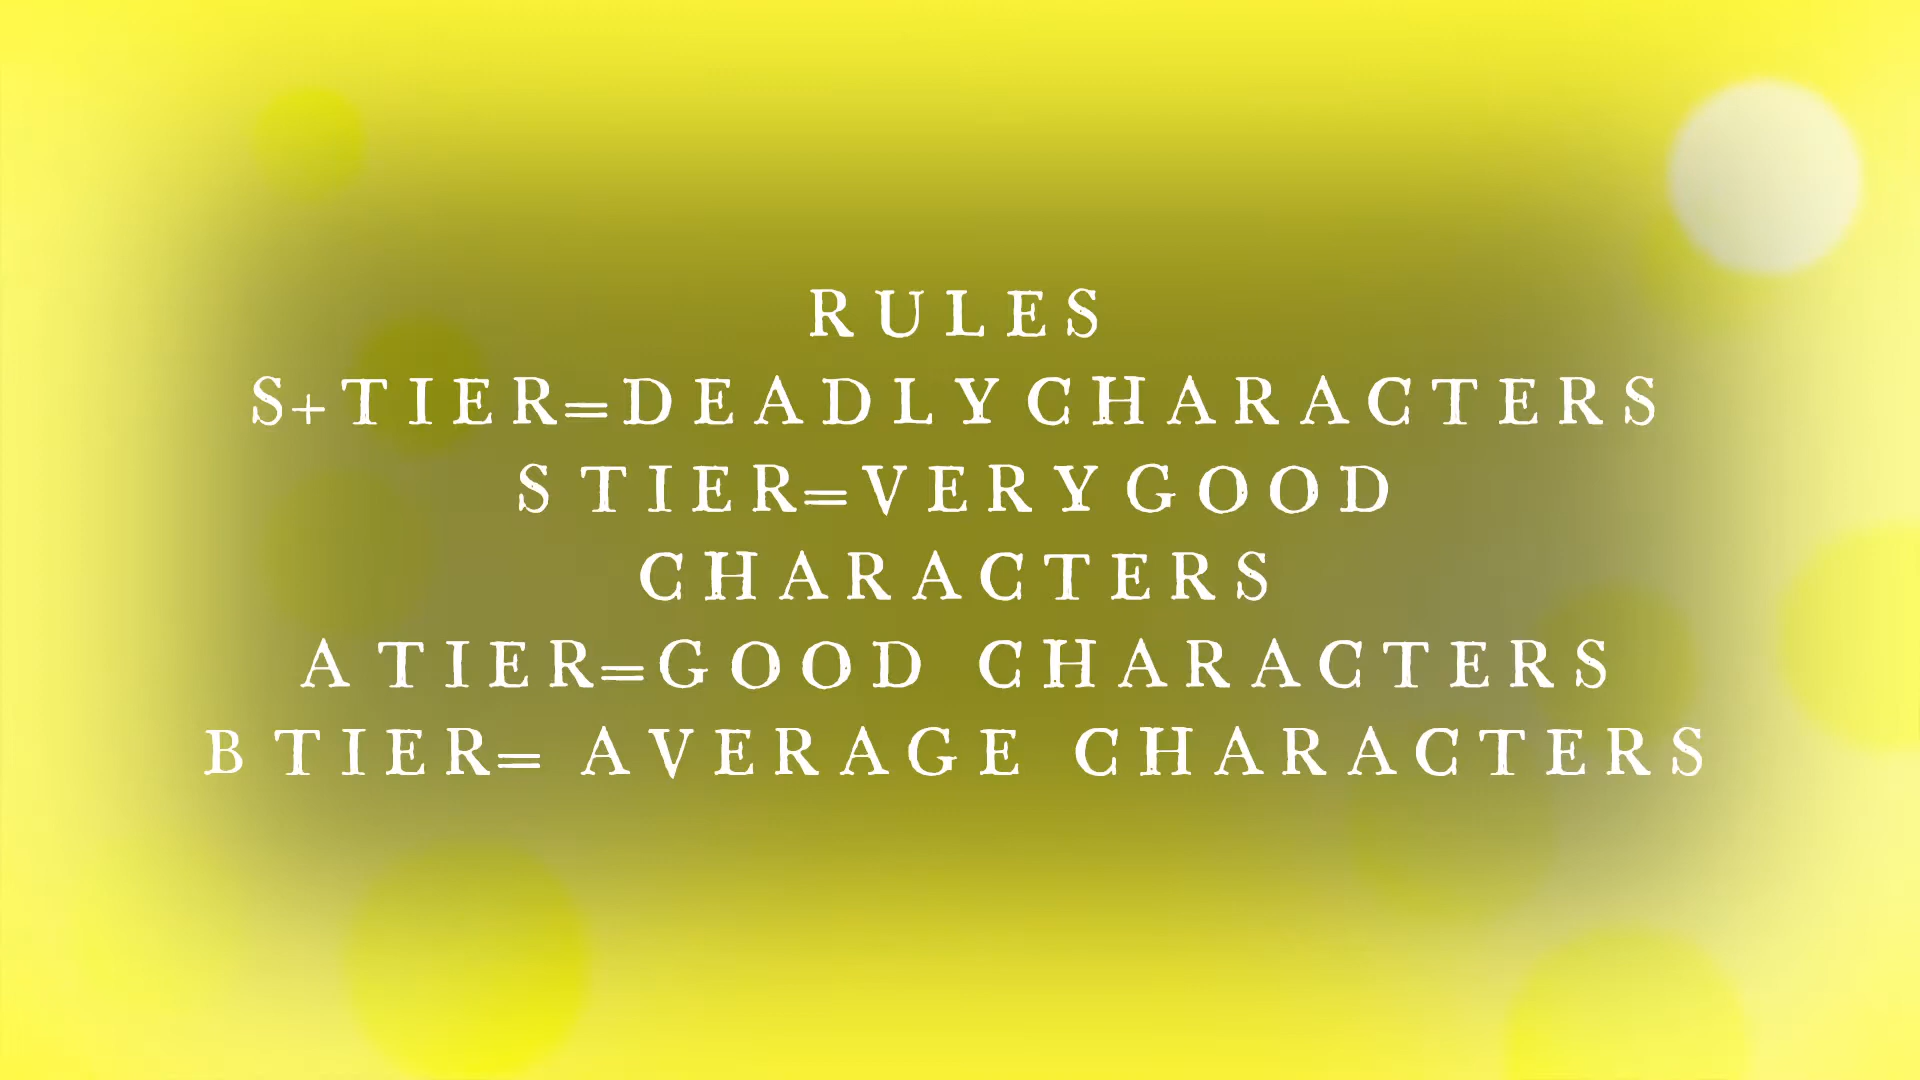 RULES
S+TIER=DEADLYCHARACTERS
S TIER=VERYGOOD
CHARACTERS
A TIER=GOOD CHARACTERS
B TIER= AVERAGE CHARACTERS